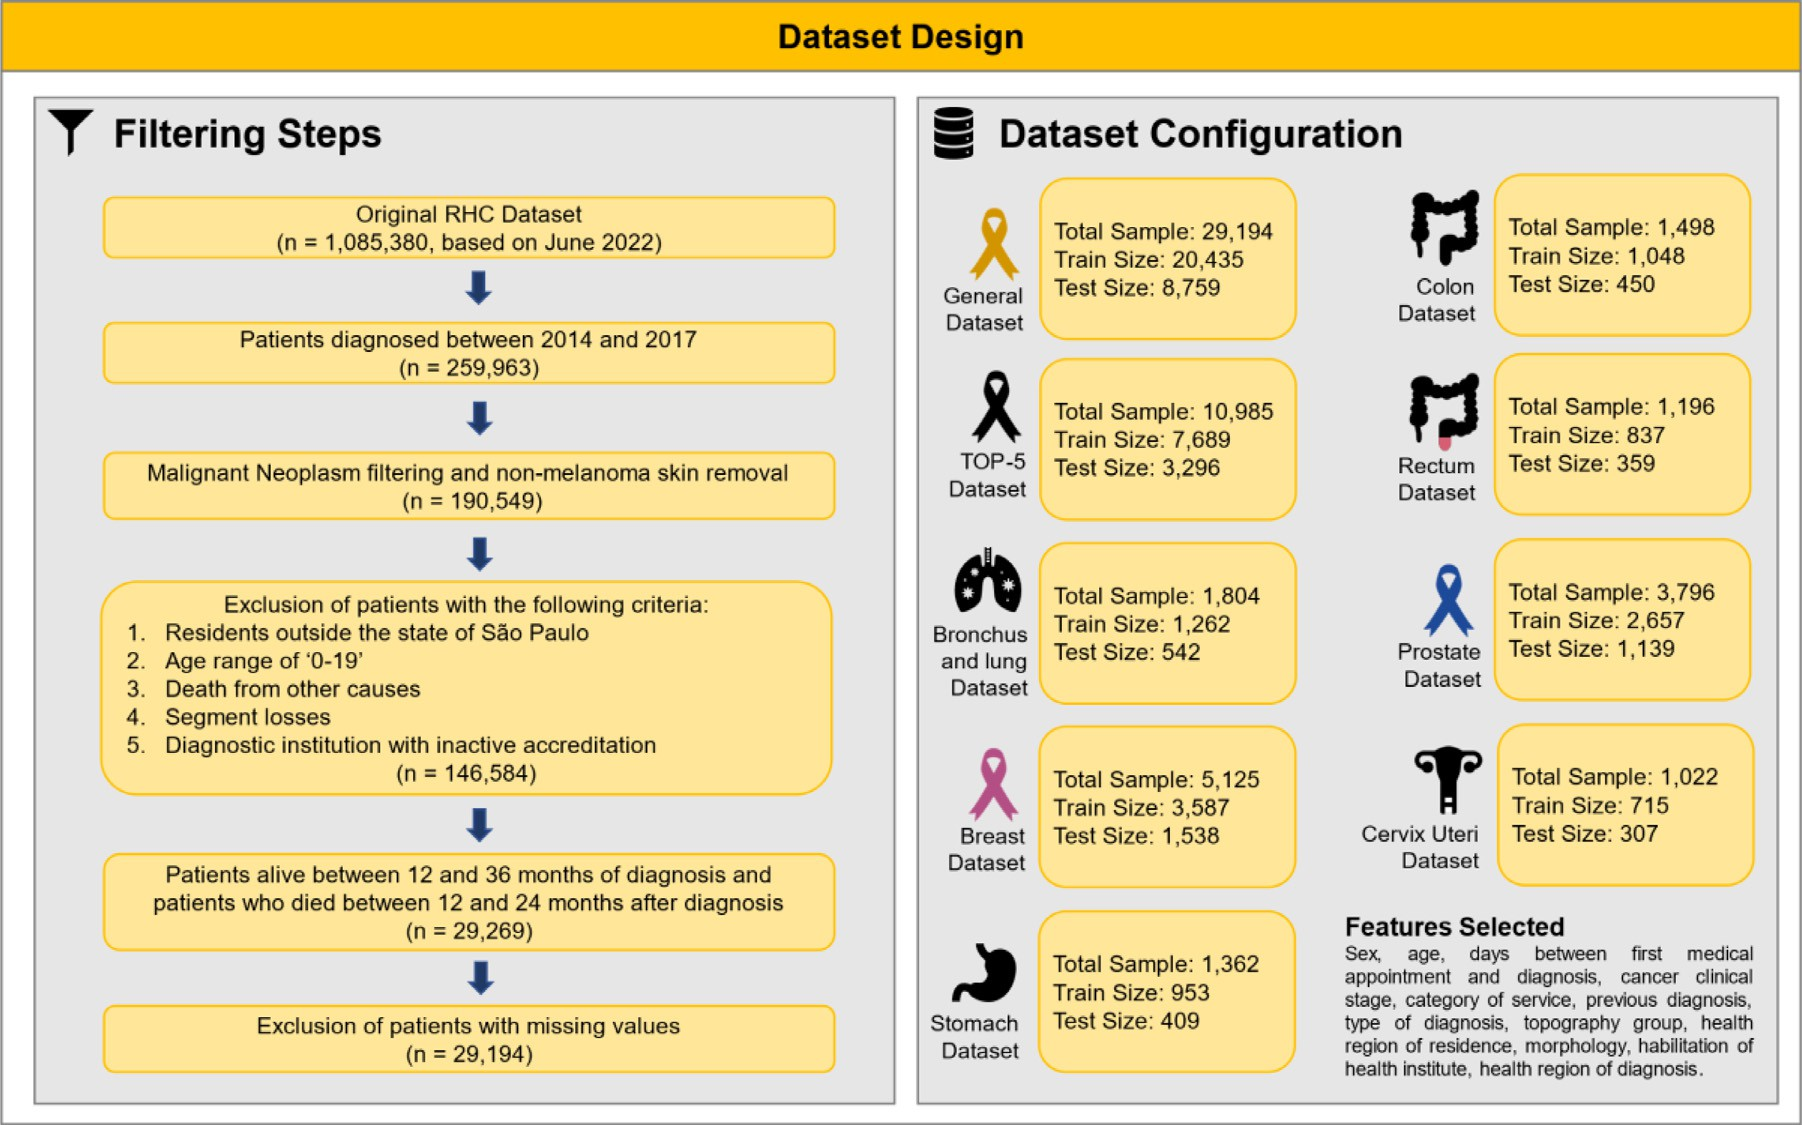 Dataset Design
Filtering Steps
Original RHC Dataset
(n = 1,085,380, based on June 2022)
Patients diagnosed between 2014 and 2017
(n = 259,963)
Malignant Neoplasm filtering and non-melanoma skin removal
(n = 190,549)
Exclusion of patients with the following criteria:
1. Residents outside the state of São Paulo
2. Age range of ‘0-19’
3. Death from other causes
4. Segment losses
5. Diagnostic institution with inactive accreditation
(n = 146,584)
Patients alive between 12 and 36 months of diagnosis and
patients who died between 12 and 24 months after diagnosis
(n = 29,269)
Exclusion of patients with missing values
(n = 29,194)
Dataset Configuration
General
Dataset
Total Sample: 29,194
Train Size: 20,435
Test Size: 8,759
TOP-5
Dataset
Total Sample: 10,985
Train Size: 7,689
Test Size: 3,296
Bronchus
and lung
Dataset
Total Sample: 1,804
Train Size: 1,262
Test Size: 542
Breast
Dataset
Total Sample: 5,125
Train Size: 3,587
Test Size: 1,538
Stomach
Dataset
Total Sample: 1,362
Train Size: 953
Test Size: 409
Colon
Dataset
Total Sample: 1,498
Train Size: 1,048
Test Size: 450
Rectum
Dataset
Total Sample: 1,196
Train Size: 837
Test Size: 359
Prostate
Dataset
Total Sample: 3,796
Train Size: 2,657
Test Size: 1,139
Cervix Uteri
Dataset
Total Sample: 1,022
Train Size: 715
Test Size: 307
Features Selected
Sex, age, days between first medical
appointment and diagnosis, cancer clinical
stage, category of service, previous diagnosis,
type of diagnosis, topography group, health
region of residence, morphology, habilitation of
health institute, health region of diagnosis.